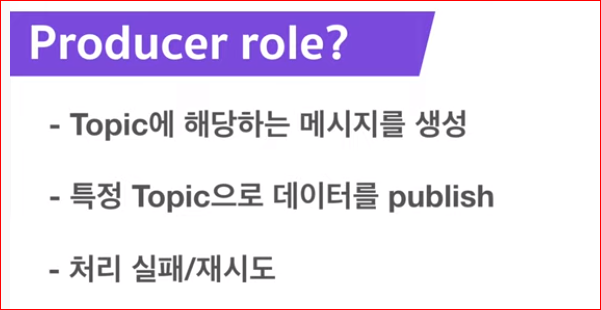 Producer role?
- Topic에 해당하는 메시지를 생성
- 특정 Topic으로 데이터를 publish
- 처리 실패/재시도